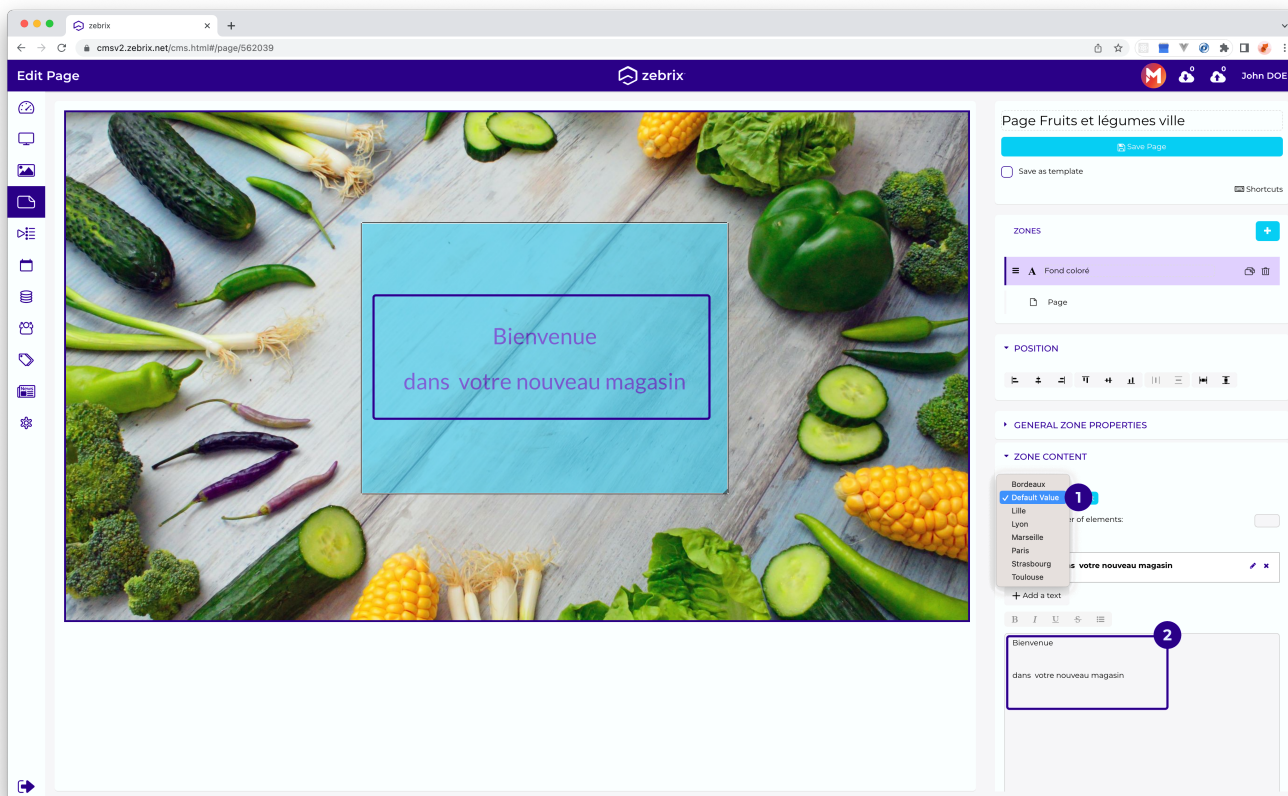 zebrix
cmsv2.zebrix.net/cms.html#/page/562039
Edit Page
zebrix
0
0
John DOE
Page Fruits et légumes ville
Save Page
Save as template
Shortcuts
ZONES
A Fond coloré
Page
POSITION
GENERAL ZONE PROPERTIES
ZONE CONTENT
Bordeaux
✓ Default Value
1
Lille
Lyon
er of elements:
Marseille
Paris
Strasbourg
votre nouveau magasin
Toulouse
+ Add a text
B I U S
2
Bienvenue
dans votre nouveau magasin
Bienvenue
dans votre nouveau magasin
NEWS